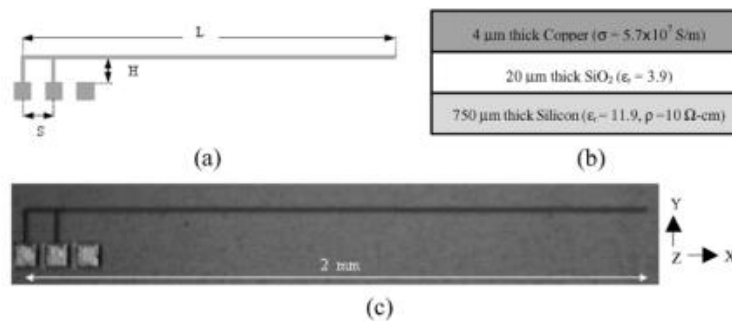 L
H
S
(a)
4 μm thick Copper (σ = 5.7x10⁷ S/m)
20 μm thick SiO₂ (εᵣ = 3.9)
750 μm thick Silicon (εᵣ = 11.9, ρ =10 Ω-cm)
(b)
Y
Z
X
2 mm
(c)